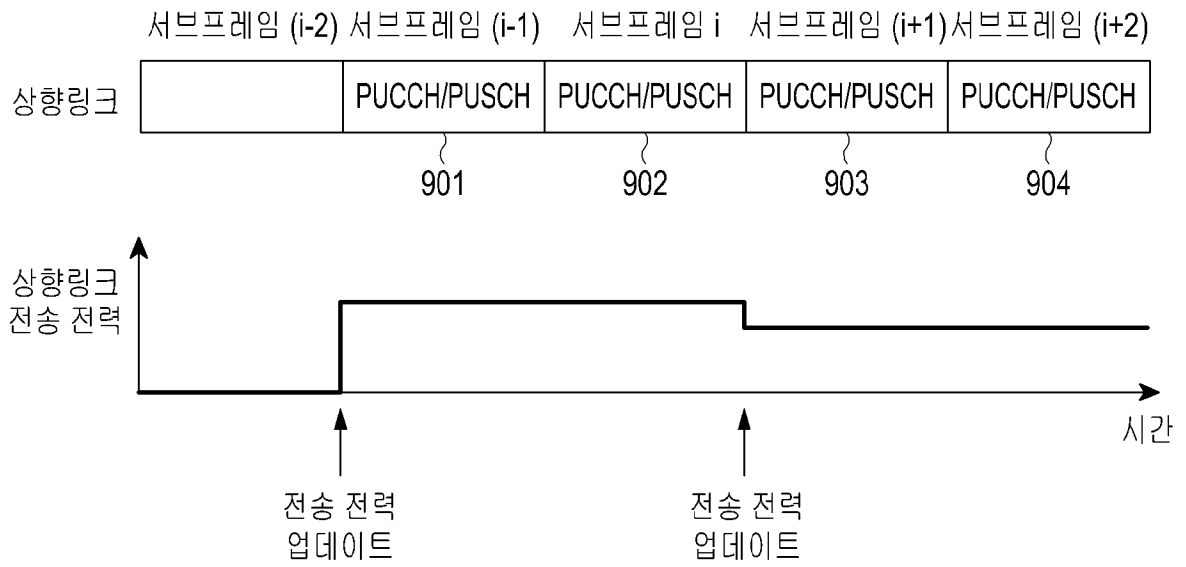 서브프레임 (i-2) 서브프레임 (i-1) 서브프레임 i 서브프레임 (i+1) 서브프레임 (i+2)
상향링크 PUCCH/PUSCH PUCCH/PUSCH PUCCH/PUSCH PUCCH/PUSCH
901 902 903 904
상향링크
전송 전력
시간
전송 전력 전송 전력
업데이트 업데이트